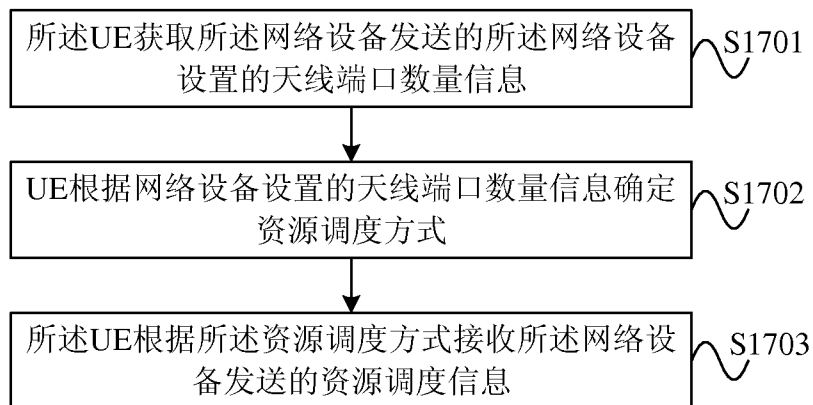 所述UE获取所述网络设备发送的所述网络设备
设置的天线端口数量信息
S1701
UE根据网络设备设置的天线端口数量信息确定
资源调度方式
S1702
所述UE根据所述资源调度方式接收所述网络设
备发送的资源调度信息
S1703